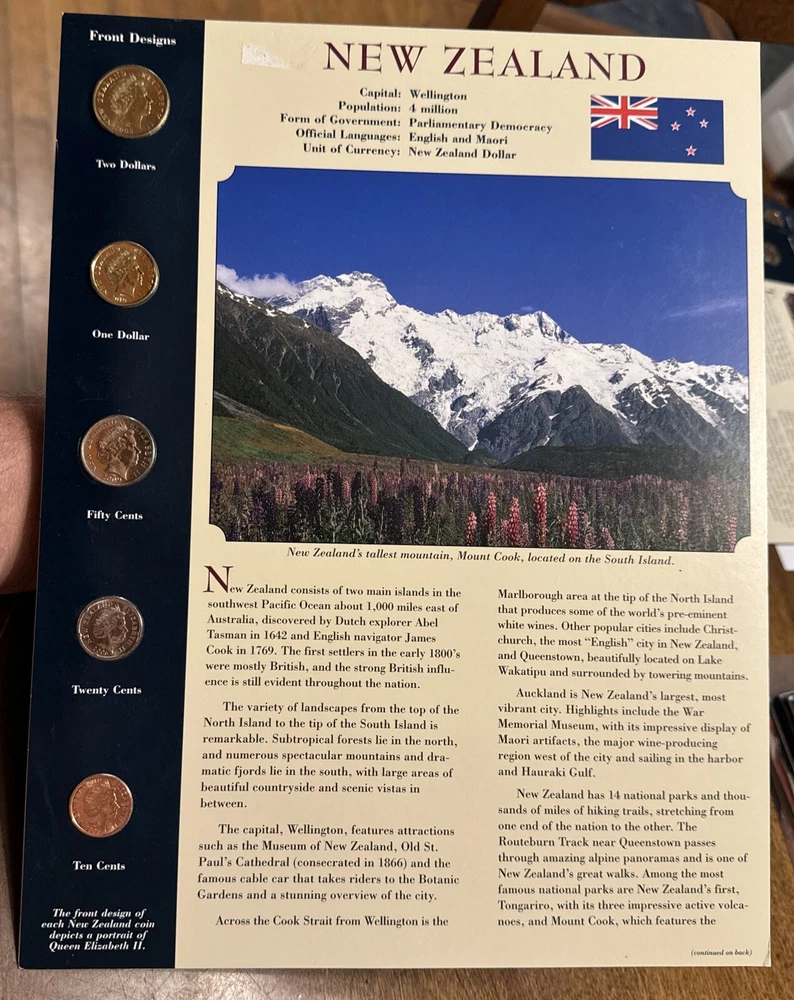 Front Designs
Two Dollars
One Dollar
Fifty Cents
Twenty Cents
Ten Cents
The front design of
each New Zealand coin
depicts a portrait of
Queen Elizabeth II.
NEW ZEALAND
Capital: Wellington
Population: 4 million
Form of Government: Parliamentary Democracy
Official Languages: English and Maori
Unit of Currency: New Zealand Dollar
New Zealand's tallest mountain, Mount Cook, located on the South Island.
New Zealand consists of two main islands in the
southwest Pacific Ocean about 1,000 miles east of
Australia, discovered by Dutch explorer Abel
Tasman in 1642 and English navigator James
Cook in 1769. The first settlers in the early 1800's
were mostly British, and the strong British influ-
ence is still evident throughout the nation.
The variety of landscapes from the top of the
North Island to the tip of the South Island is
remarkable. Subtropical forests lie in the north,
and numerous spectacular mountains and dra-
matic fjords lie in the south, with large areas of
beautiful countryside and scenic vistas in
between.
The capital, Wellington, features attractions
such as the Museum of New Zealand, Old St.
Paul's Cathedral (consecrated in 1866) and the
famous cable car that takes riders to the Botanic
Gardens and a stunning overview of the city.
Across the Cook Strait from Wellington is the
Marlborough area at the tip of the North Island
that produces some of the world's pre-eminent
white wines. Other popular cities include Christ-
church, the most “English” city in New Zealand,
and Queenstown, beautifully located on Lake
Wakatipu and surrounded by towering mountains.
Auckland is New Zealand's largest, most
vibrant city. Highlights include the War
Memorial Museum, with its impressive display of
Maori artifacts, the major wine-producing
region west of the city and sailing in the harbor
and Hauraki Gulf.
New Zealand has 14 national parks and thou-
sands of miles of hiking trails, stretching from
one end of the nation to the other. The
Routeburn Track near Queenstown passes
through amazing alpine panoramas and is one of
New Zealand's great walks. Among the most
famous national parks are New Zealand's first,
Tongariro, with its three impressive active volca-
noes, and Mount Cook, which features the
(continued on back)